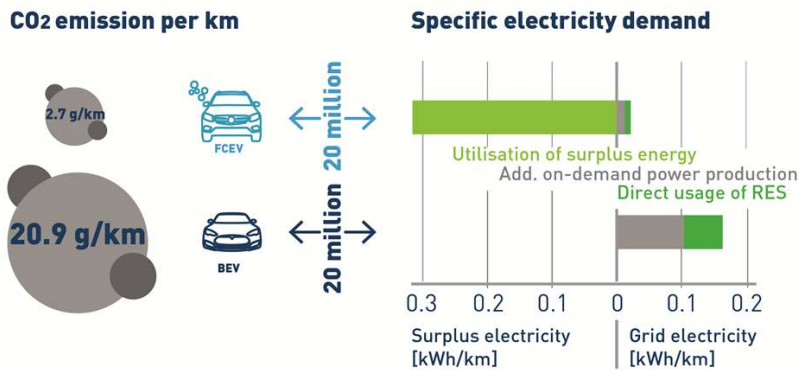 CO2 emission per km
2.7 g/km
FCEV
20.9 g/km
BEV
20 million
20 million
Specific electricity demand
Utilisation of surplus energy
Add. on-demand power production
Direct usage of RES
0.3 0.2 0.1 0 0.1 0.2
Surplus electricity
[kWh/km]
Grid electricity
[kWh/km]